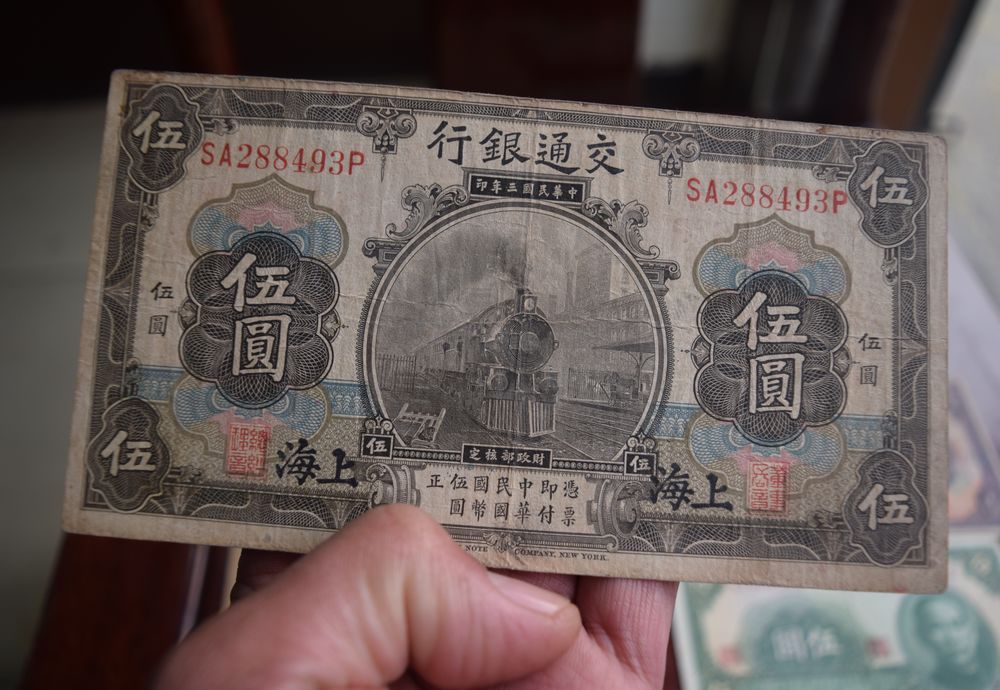 伍
伍
SA288493P
交通銀行
SA288493P
中華民國三年印
伍圓
伍圓
伍圓
伍圓
伍
伍
財政部核定
伍
伍
上海
上海
憑票即付中華民國國幣伍圓正
NOTE COMPANY, NEW YORK.